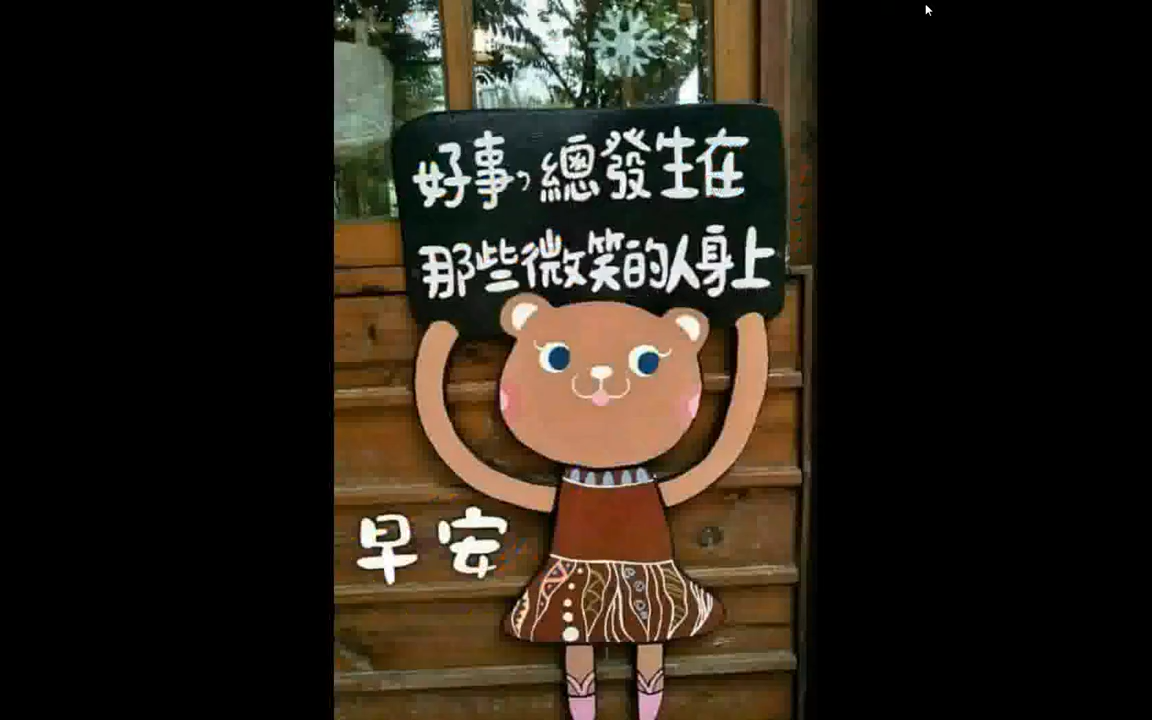 好事，總發生在
那些微笑的人身上
早安